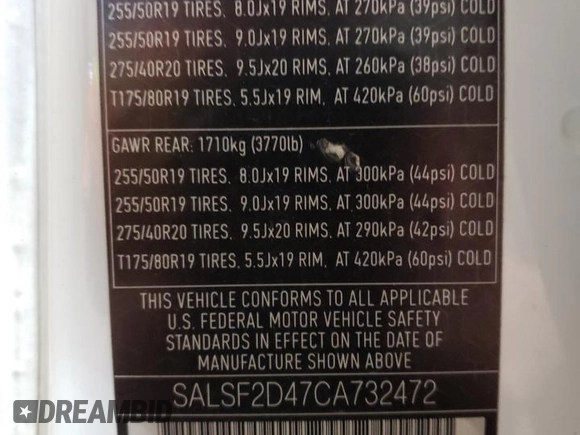 255/50R19 TIRES, 8.0Jx19 RIMS, AT 270kPa (39psi) COLD
255/50R19 TIRES, 9.0Jx19 RIMS, AT 270kPa (39psi) COLD
275/40R20 TIRES, 9.5Jx20 RIMS, AT 260kPa (38psi) COLD
T175/80R19 TIRES, 5.5Jx19 RIM, AT 420kPa (60psi) COLD
GAWR REAR: 1710kg (3770lb)
255/50R19 TIRES, 8.0Jx19 RIMS, AT 300kPa (44psi) COLD
255/50R19 TIRES, 9.0Jx19 RIMS, AT 300kPa (44psi) COLD
275/40R20 TIRES, 9.5Jx20 RIMS, AT 290kPa (42psi) COLD
T175/80R19 TIRES, 5.5Jx19 RIM, AT 420kPa (60psi) COLD
THIS VEHICLE CONFORMS TO ALL APPLICABLE
U.S. FEDERAL MOTOR VEHICLE SAFETY
STANDARDS IN EFFECT ON THE DATE OF
MANUFACTURE SHOWN ABOVE
SALSF2D47CA732472
DREAMBID